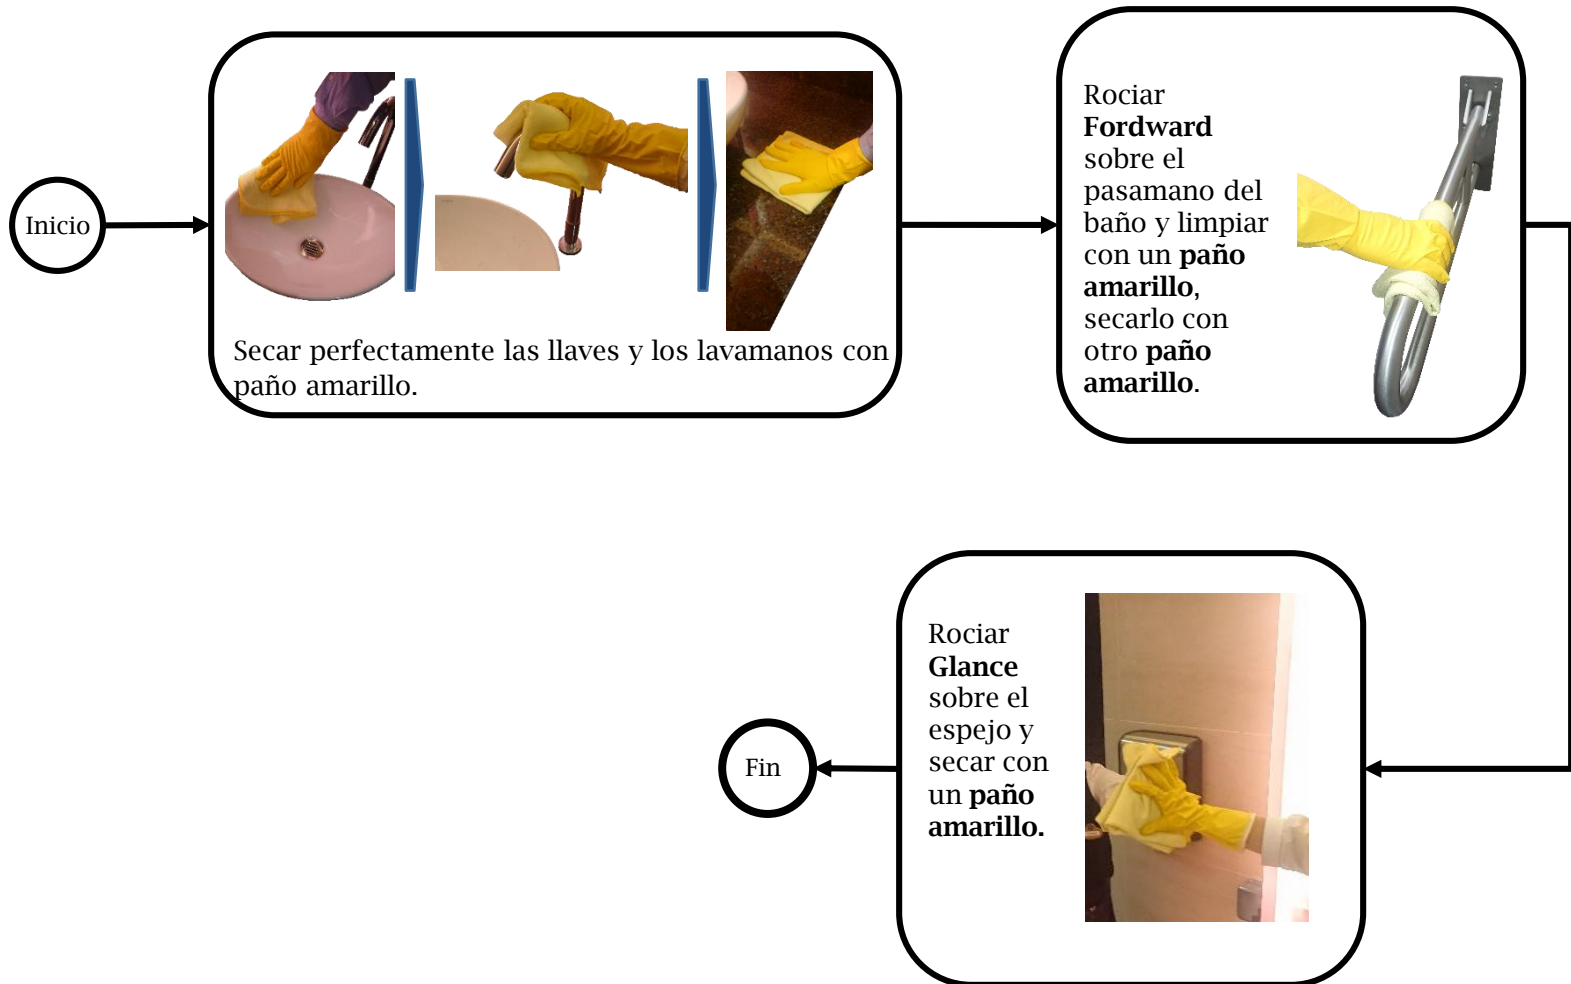 Inicio
Secar perfectamente las llaves y los lavamanos con
paño amarillo.
Rociar
Fordward
sobre el
pasamano del
baño y limpiar
con un paño
amarillo,
secarlo con
otro paño
amarillo.
Rociar
Glance
sobre el
espejo y
secar con
un paño
amarillo.
Fin